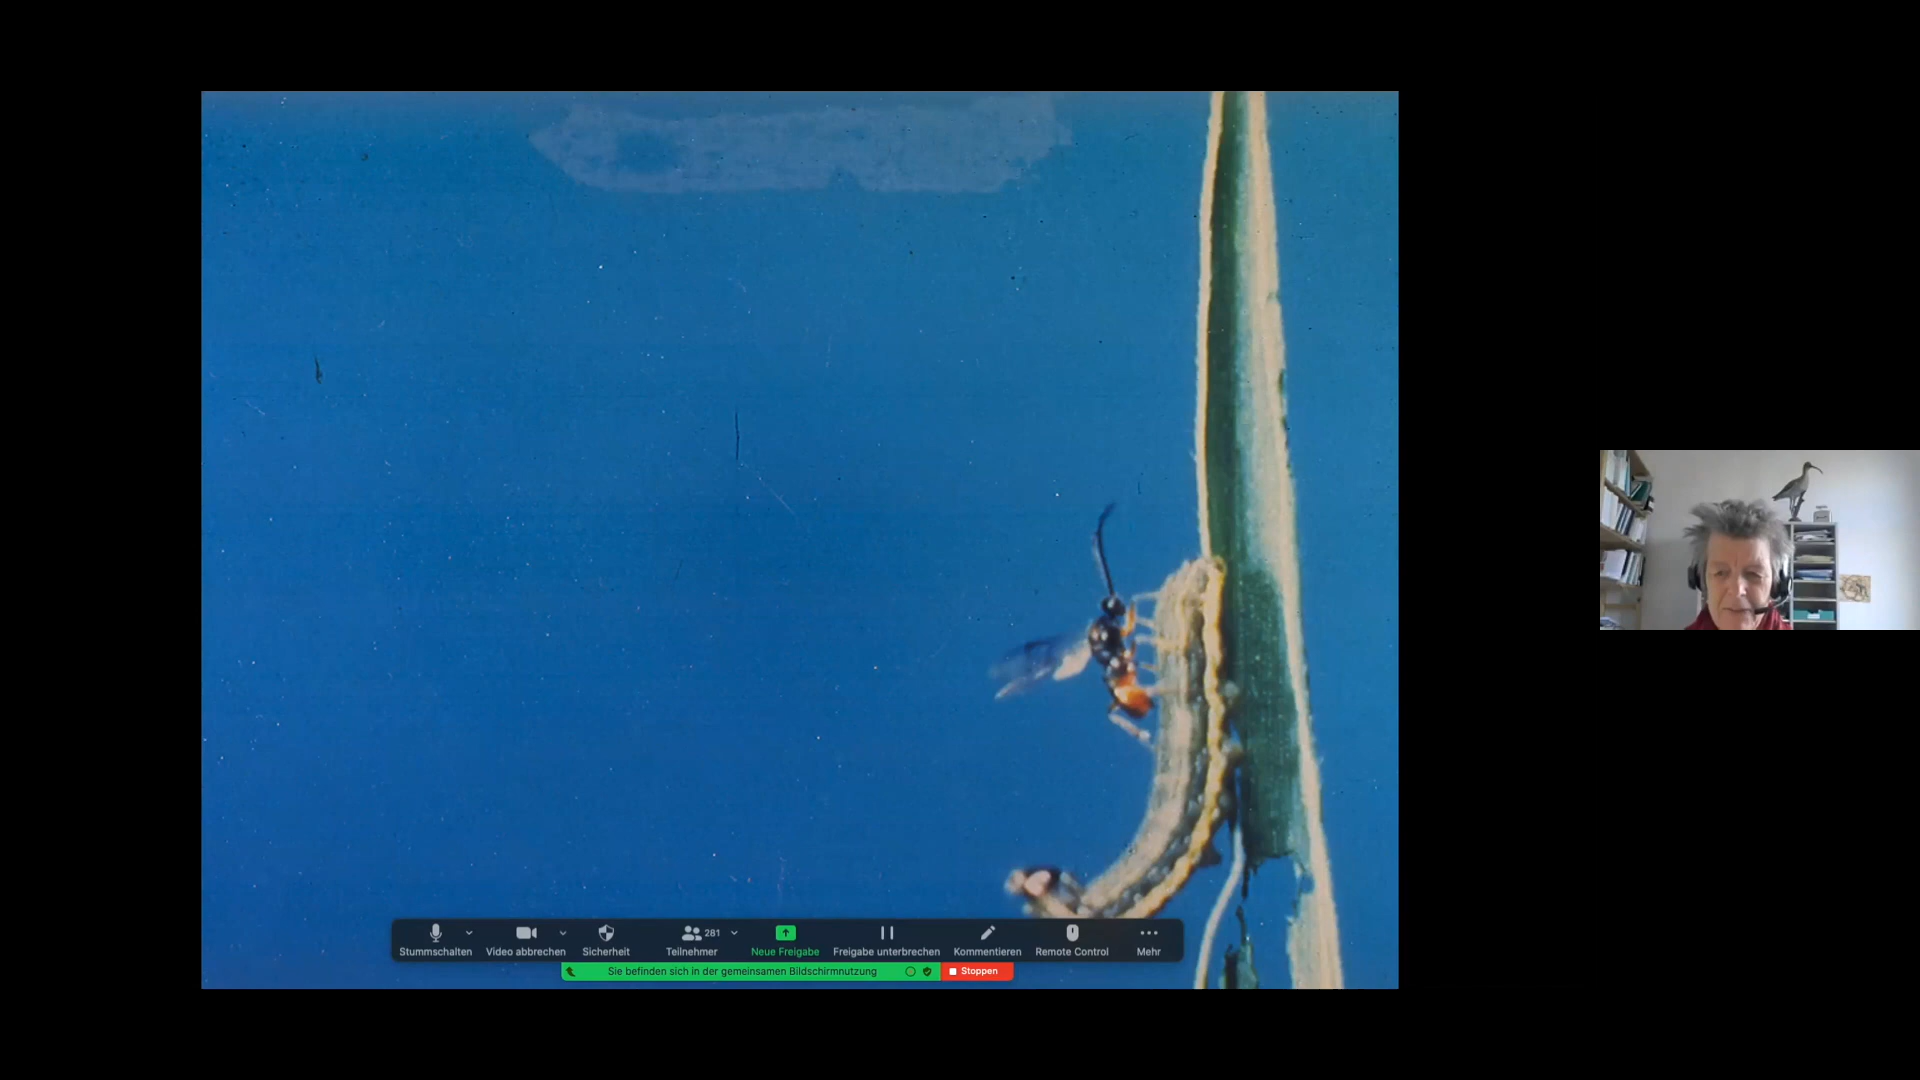 281
Stummschalten Video abbrechen Sicherheit Teilnehmer Neue Freigabe Freigabe unterbrechen Kommentieren Remote Control Mehr
Sie befinden sich in der gemeinsamen Bildschirmnutzung Stoppen